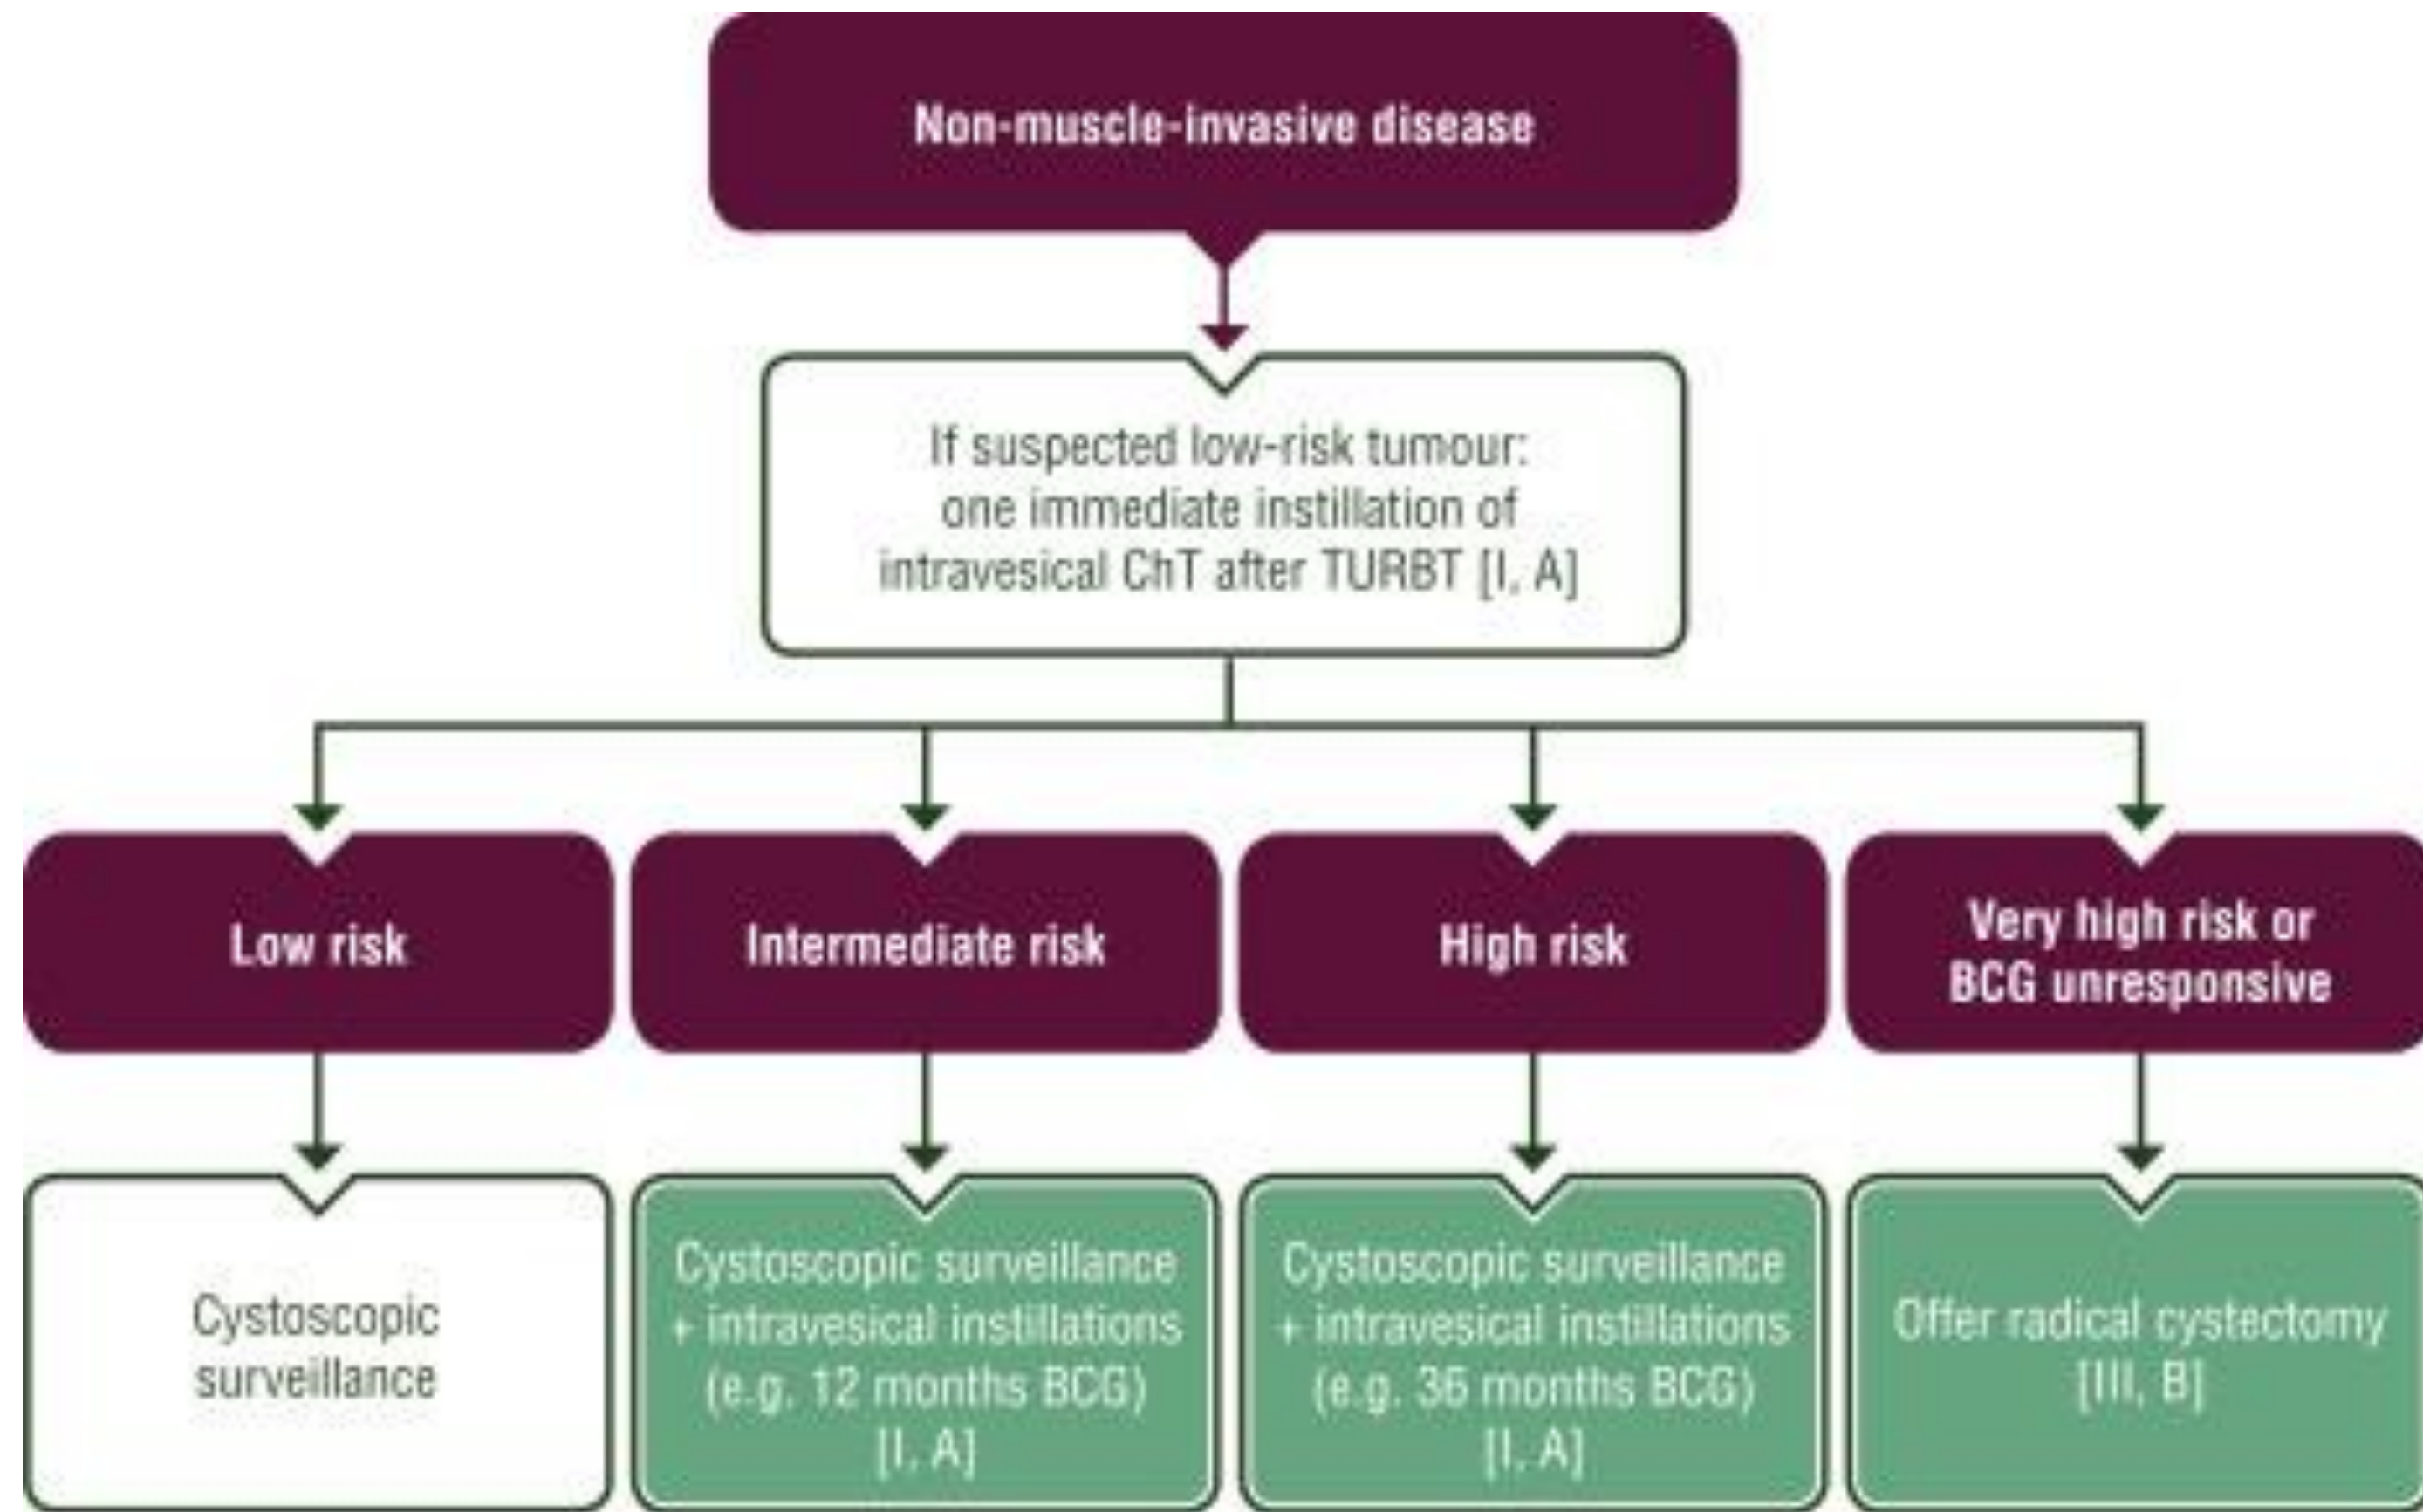 Non-muscle-invasive disease
If suspected low-risk tumour:
one immediate instillation of
intravesical ChT after TURBT [I, A]
Low risk
Intermediate risk
High risk
Very high risk or
BCG unresponsive
Cystoscopic
surveillance
Cystoscopic surveillance
+ intravesical instillations
(e.g. 12 months BCG)
[I, A]
Cystoscopic surveillance
+ intravesical instillations
(e.g. 36 months BCG)
[I, A]
Offer radical cystectomy
[III, B]